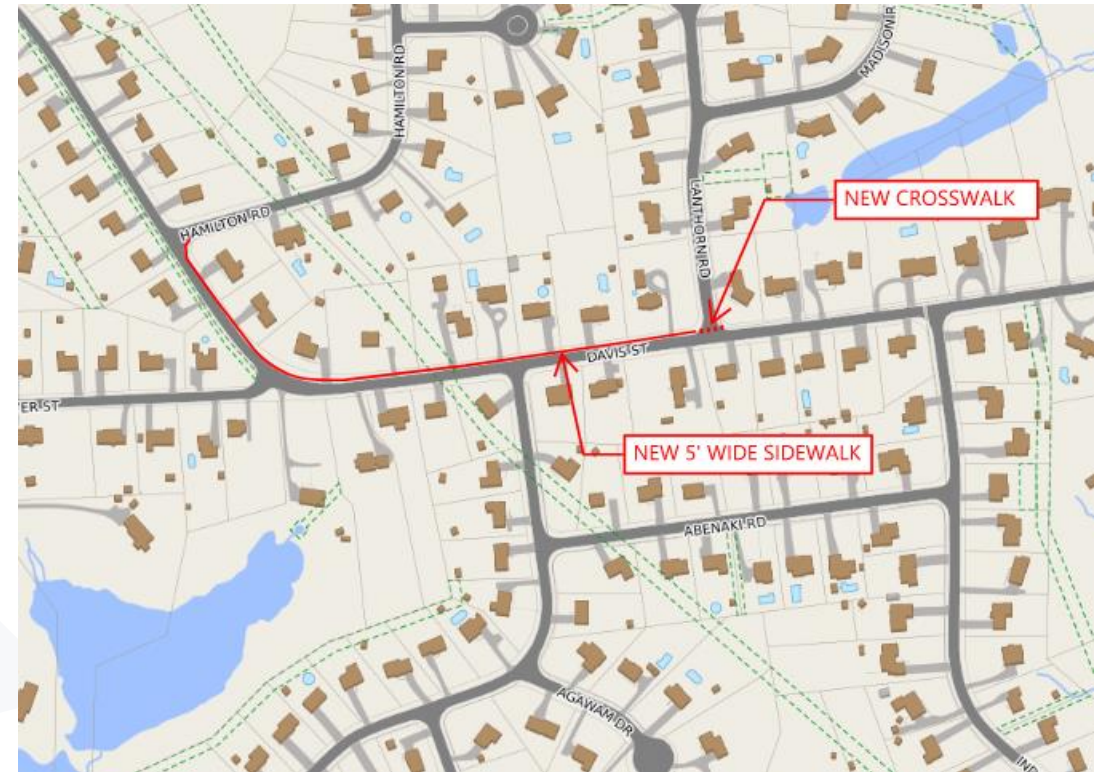 HAMILTON RD
MADISON R
NEW CROSSWALK
HAMILTON RD
LANTHORN RD
DAVIS ST
ER ST
NEW 5' WIDE SIDEWALK
ABENAKI RD
AGAWAM DR
IND